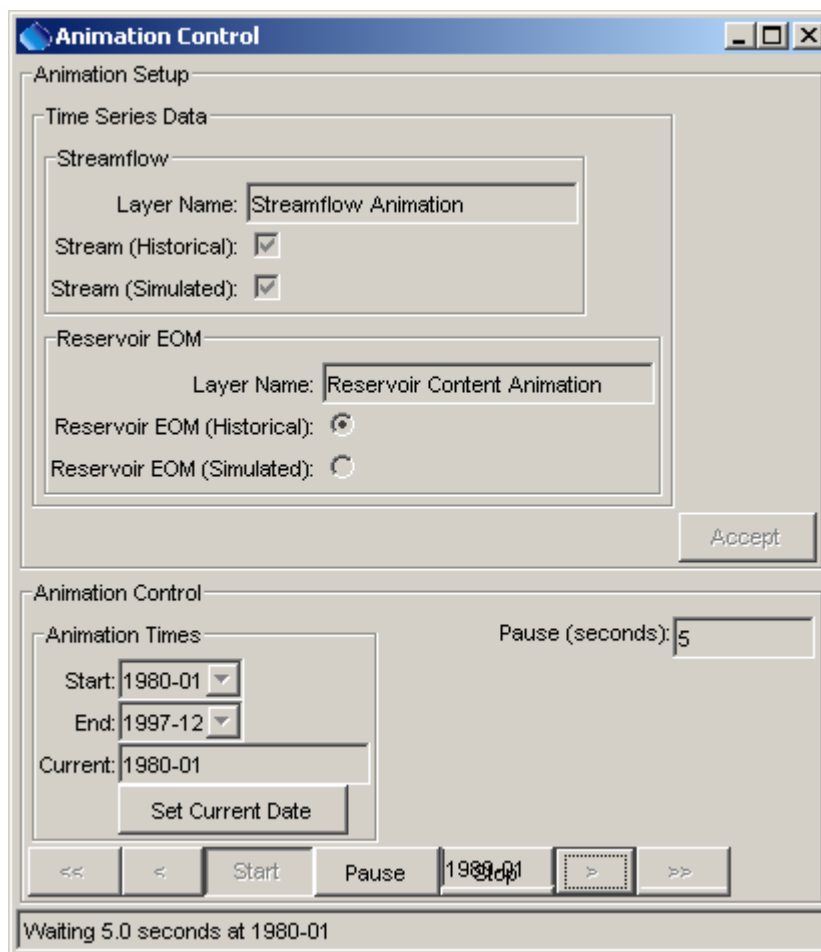 Animation Control
Animation Setup
Time Series Data
Streamflow
Layer Name: Streamflow Animation
Stream (Historical):
Stream (Simulated):
Reservoir EOM
Layer Name: Reservoir Content Animation
Reservoir EOM (Historical):
Reservoir EOM (Simulated):
Accept
Animation Control
Animation Times
Pause (seconds): 5
Start: 1980-01
End: 1997-12
Current: 1980-01
Set Current Date
<< < Start Pause 1980-01 Stop > >>
Waiting 5.0 seconds at 1980-01